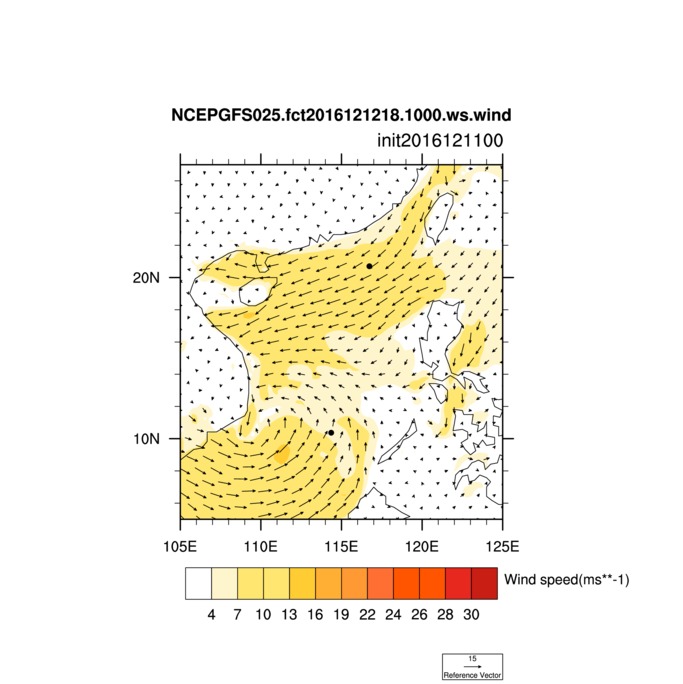 NCEPGFS025.fct2016121218.1000.ws.wind
init2016121100
20N
10N
105E 110E 115E 120E 125E
Wind speed(ms**-1)
4 7 10 13 16 19 22 24 26 28 30
15
Reference Vector